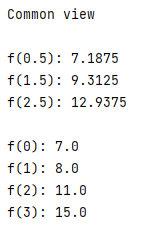 Common view
f(0.5): 7.1875
f(1.5): 9.3125
f(2.5): 12.9375
f(0): 7.0
f(1): 8.0
f(2): 11.0
f(3): 15.0